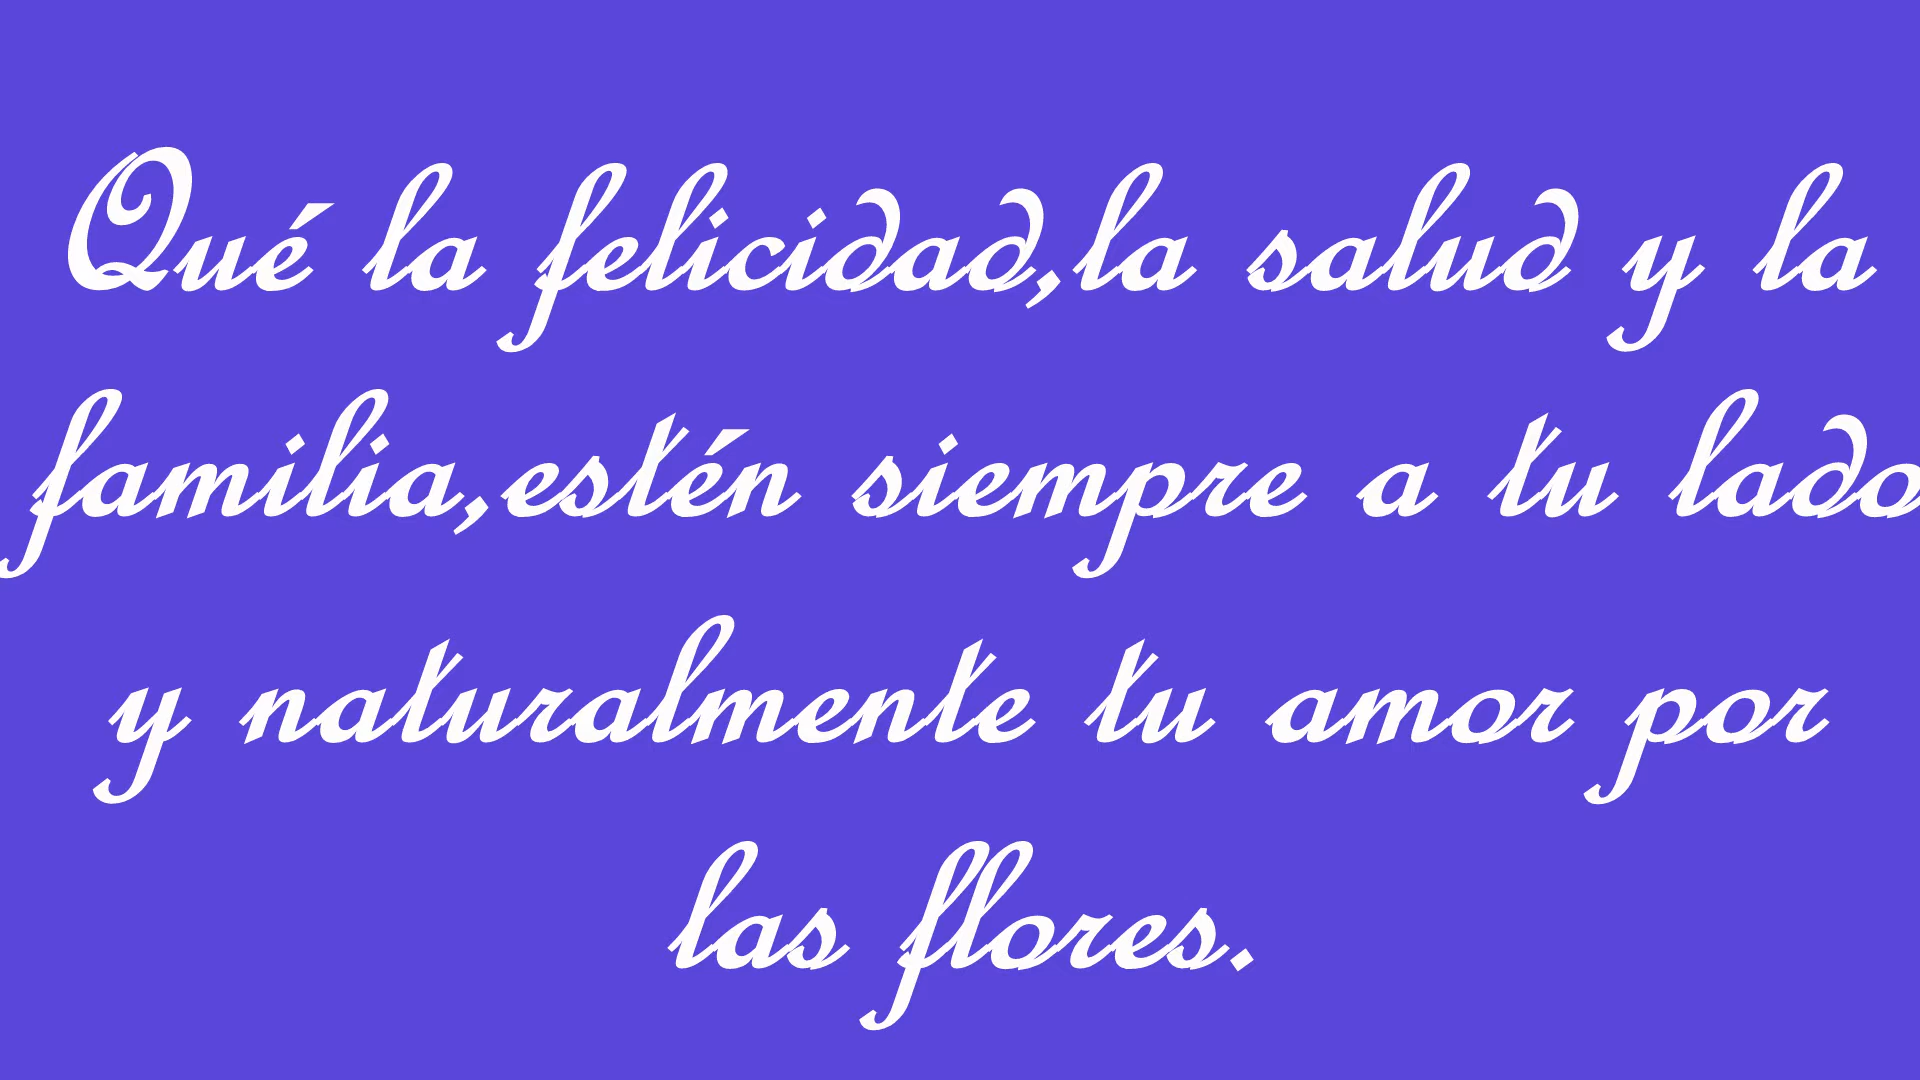 Qué la felicidad,la salud y la
familia,estén siempre a tu lado
y naturalmente tu amor por
las flores.